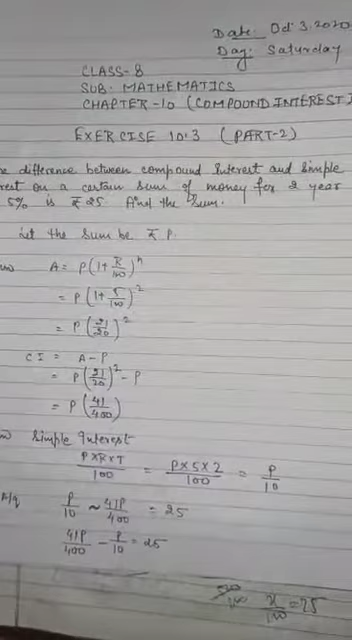 Date: Oct 3, 2020
Day: Saturday
CLASS-8
SUB: MATHEMATICS
CHAPTER-10 (COMPOUND INTEREST)
EXERCISE 10.3 (PART-2)
difference between compound Interest and Simple
on a certain Sum of money for 2 year
5% is ₹25. Find the Sum.
Let the Sum be ₹ P.
A = P(1+R/100)^n
= P(1+5/100)^2
= P(21/20)^2
CI = A-P
= P(21/20)^2 - P
= P(41/400)
Simple Interest
P×R×T/100 = P×5×2/100 = P/10
P/10 ~ 41P/400 = 25
41P/400 - P/10 = 25
x/100 = 25